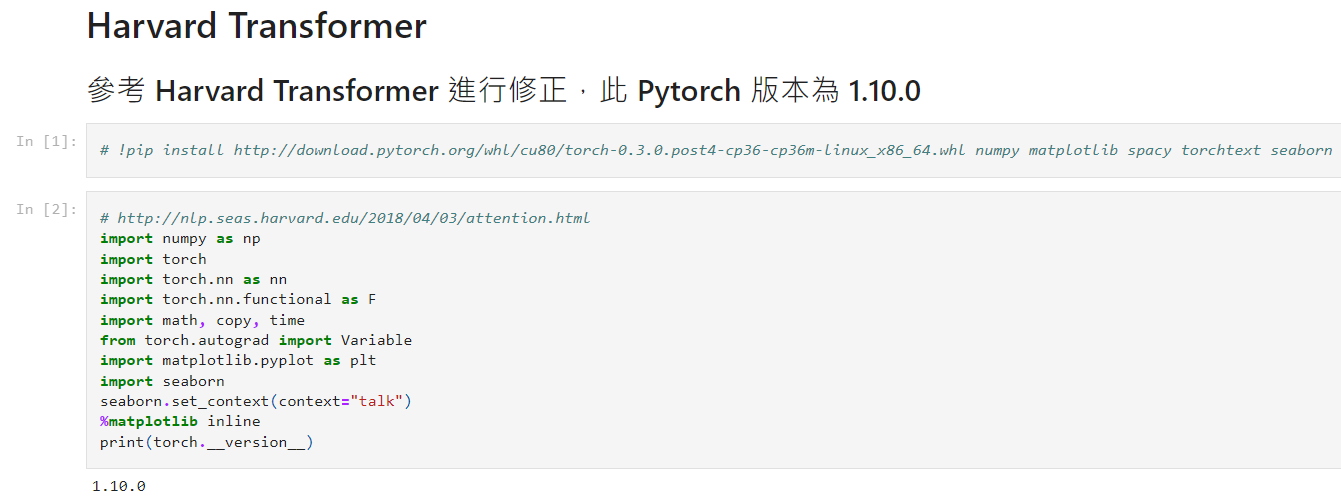 Harvard Transformer
參考 Harvard Transformer 進行修正，此 Pytorch 版本為 1.10.0
In [1]:
# !pip install http://download.pytorch.org/whl/cu80/torch-0.3.0.post4-cp36-cp36m-linux_x86_64.whl numpy matplotlib spacy torchtext seaborn
In [2]:
# http://nlp.seas.harvard.edu/2018/04/03/attention.html
import numpy as np
import torch
import torch.nn as nn
import torch.nn.functional as F
import math, copy, time
from torch.autograd import Variable
import matplotlib.pyplot as plt
import seaborn
seaborn.set_context(context="talk")
%matplotlib inline
print(torch.__version__)
1.10.0